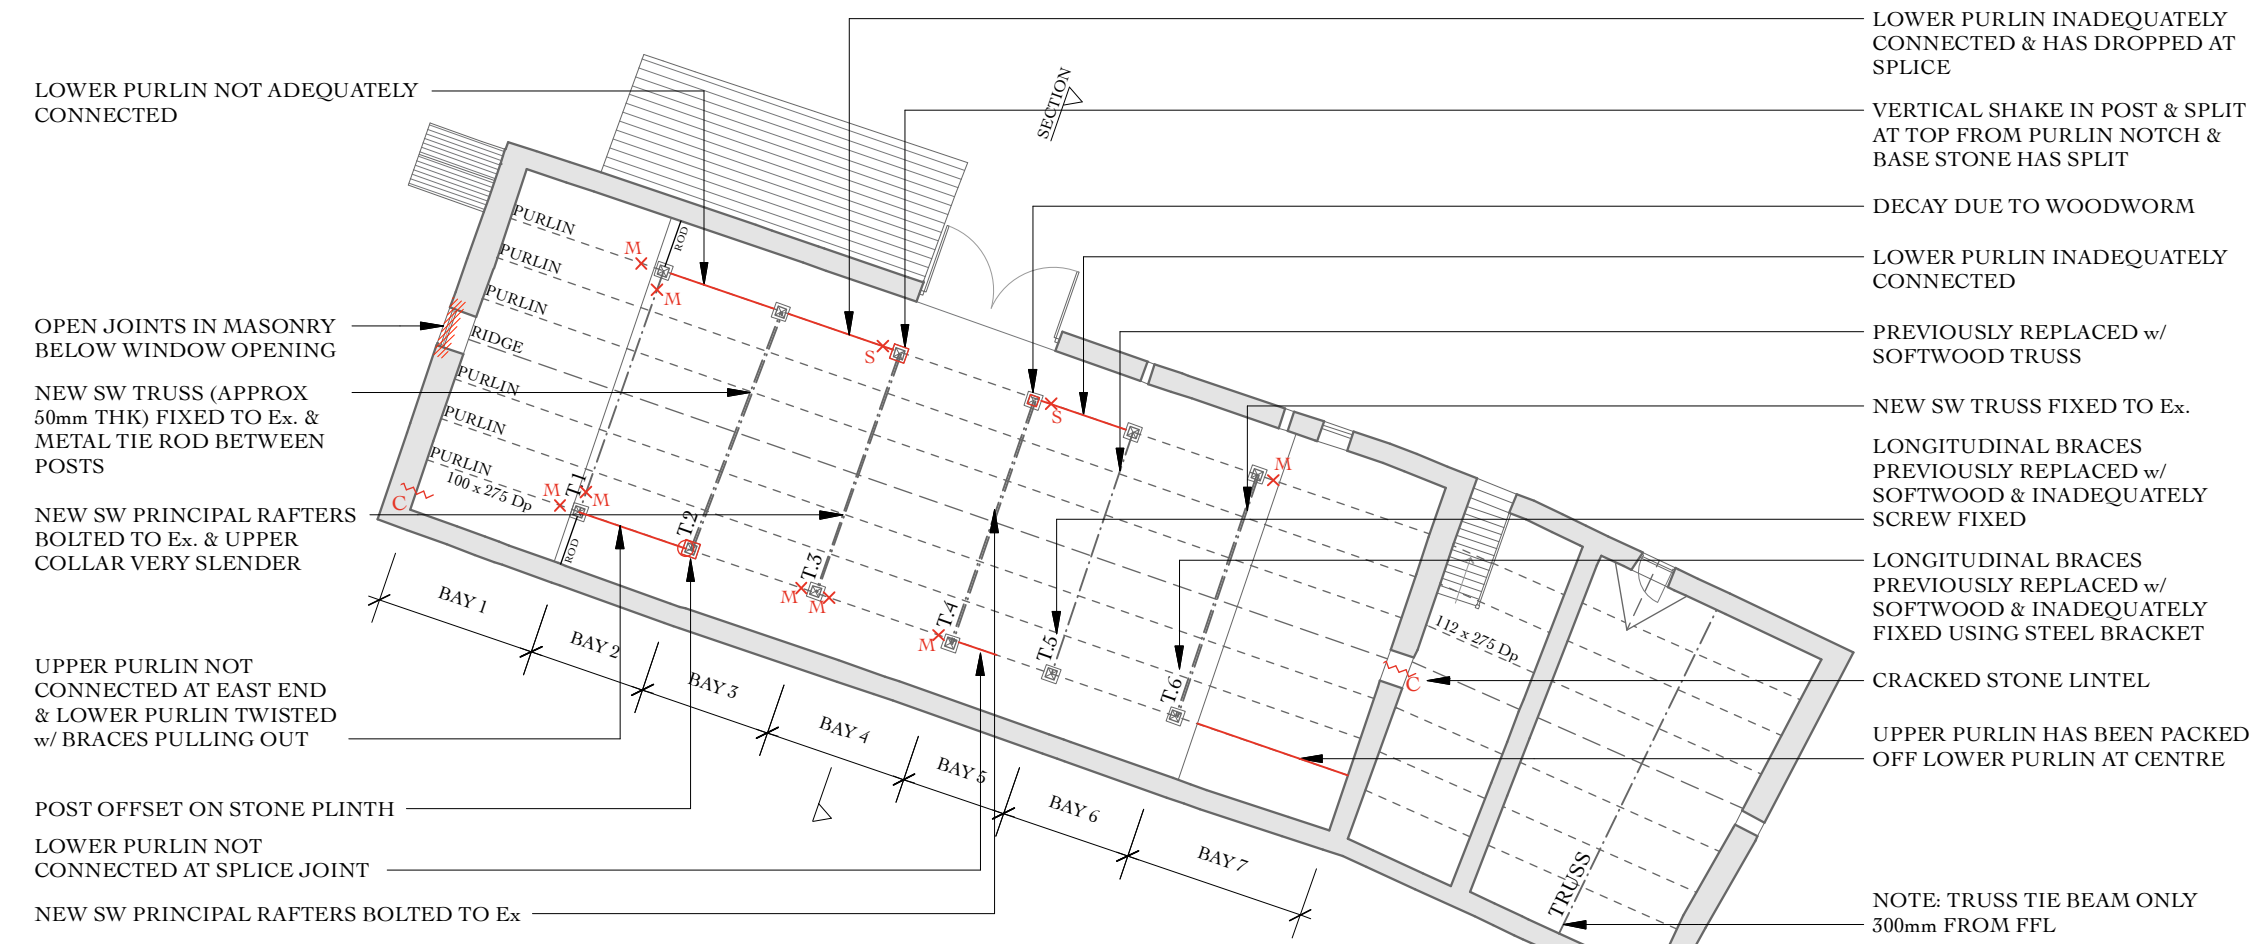 LOWER PURLIN NOT ADEQUATELY
CONNECTED
OPEN JOINTS IN MASONRY
BELOW WINDOW OPENING
NEW SW TRUSS (APPROX
50mm THK) FIXED TO Ex. &
METAL TIE ROD BETWEEN
POSTS
NEW SW PRINCIPAL RAFTERS
BOLTED TO Ex. & UPPER
COLLAR VERY SLENDER
UPPER PURLIN NOT
CONNECTED AT EAST END
& LOWER PURLIN TWISTED
w/ BRACES PULLING OUT
POST OFFSET ON STONE PLINTH
LOWER PURLIN NOT
CONNECTED AT SPLICE JOINT
NEW SW PRINCIPAL RAFTERS BOLTED TO Ex
SECTION
PURLIN
PURLIN
PURLIN
RIDGE
PURLIN
PURLIN
PURLIN
100 x 275 Dp
ROD
ROD
M
M
M
M
S
M
M
S
M
M
C
C
T.1
T.2
T.3
T.4
T.5
T.6
BAY 1
BAY 2
BAY 3
BAY 4
BAY 5
BAY 6
BAY 7
112 x 275 Dp
TRUSS
LOWER PURLIN INADEQUATELY
CONNECTED & HAS DROPPED AT
SPLICE
VERTICAL SHAKE IN POST & SPLIT
AT TOP FROM PURLIN NOTCH &
BASE STONE HAS SPLIT
DECAY DUE TO WOODWORM
LOWER PURLIN INADEQUATELY
CONNECTED
PREVIOUSLY REPLACED w/
SOFTWOOD TRUSS
NEW SW TRUSS FIXED TO Ex.
LONGITUDINAL BRACES
PREVIOUSLY REPLACED w/
SOFTWOOD & INADEQUATELY
SCREW FIXED
LONGITUDINAL BRACES
PREVIOUSLY REPLACED w/
SOFTWOOD & INADEQUATELY
FIXED USING STEEL BRACKET
CRACKED STONE LINTEL
UPPER PURLIN HAS BEEN PACKED
OFF LOWER PURLIN AT CENTRE
NOTE: TRUSS TIE BEAM ONLY
300mm FROM FFL